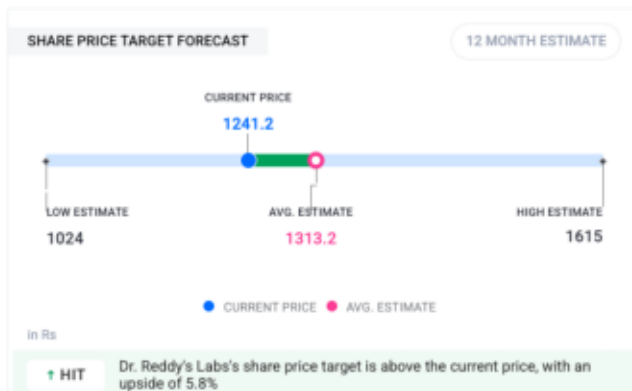 SHARE PRICE TARGET FORECAST
12 MONTH ESTIMATE
CURRENT PRICE
1241.2
LOW ESTIMATE
AVG. ESTIMATE
HIGH ESTIMATE
1024
1313.2
1615
CURRENT PRICE
AVG. ESTIMATE
in Rs
↑ HIT
Dr. Reddy's Labs's share price target is above the current price, with an
upside of 5.8%